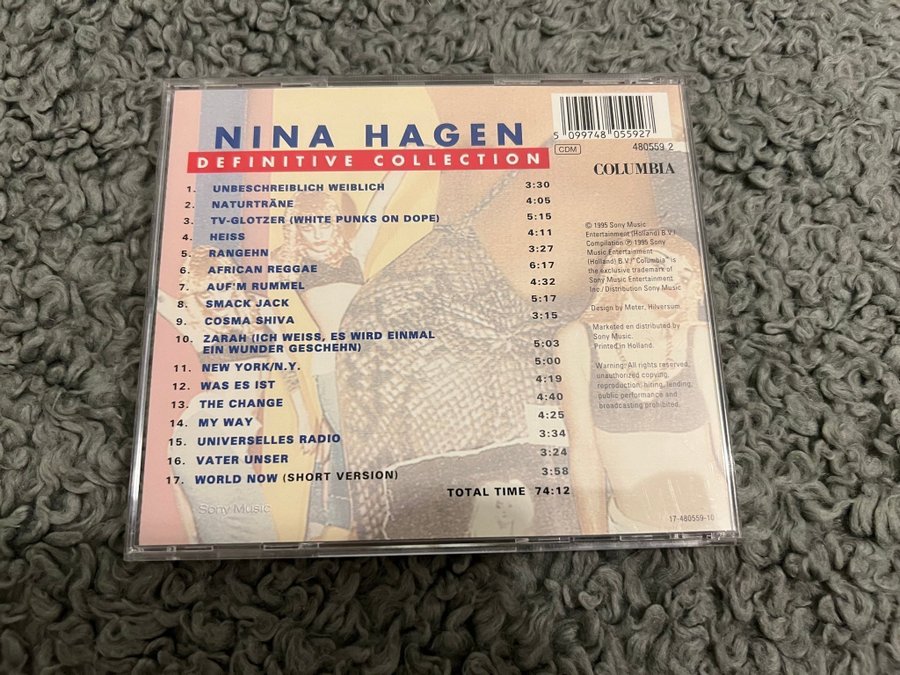 NINA HAGEN
DEFINITIVE COLLECTION
1. UNBESCHREIBLICH WEIBLICH 3:30
2. NATURTRÄNE 4:05
3. TV-GLOTZER (WHITE PUNKS ON DOPE) 5:15
4. HEISS 4:11
5. RANGEHN 3:27
6. AFRICAN REGGAE 6:17
7. AUF'M RUMMEL 4:32
8. SMACK JACK 5:17
9. COSMA SHIVA 3:15
10. ZARAH (ICH WEISS, ES WIRD EINMAL
EIN WUNDER GESCHEHN) 5:03
11. NEW YORK/N.Y. 5:00
12. WAS ES IST 4:19
13. THE CHANGE 4:40
14. MY WAY 4:25
15. UNIVERSELLES RADIO 3:34
16. VATER UNSER 3:24
17. WORLD NOW (SHORT VERSION) 3:58
TOTAL TIME 74:12
Sony Music
5 099748 055927
CDM 480559 2
COLUMBIA
© 1995 Sony Music
Entertainment (Holland) B.V./
Compilation ℗ 1995 Sony
Music Entertainment
(Holland) B.V./"Columbia" is
the exclusive trademark of
Sony Music Entertainment
Inc./Distribution Sony Music
Design by Meter, Hilversum.
Marketed en distributed by
Sony Music.
Printed in Holland.
Warning: All rights reserved,
unauthorized copying,
reproduction, hiring, lending,
public performance and
broadcasting prohibited.
17-480559-10